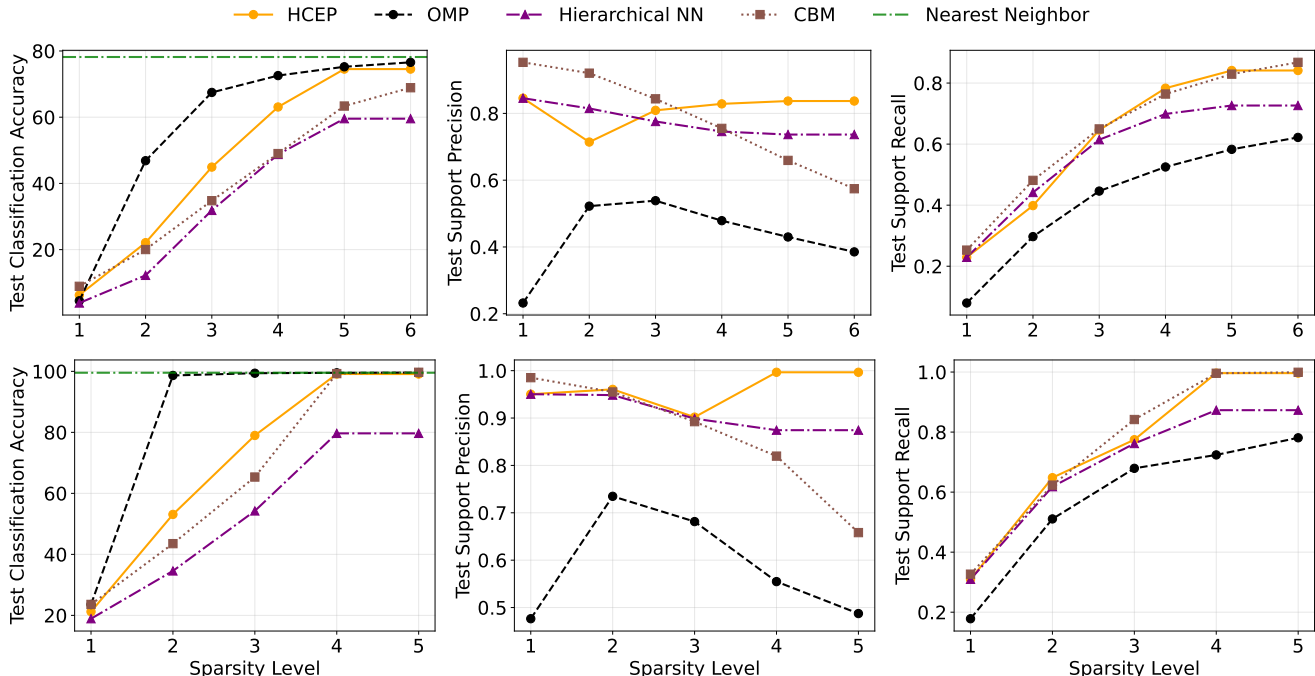 HCEP OMP Hierarchical NN CBM Nearest Neighbor
Test Classification Accuracy
80
60
40
20
1 2 3 4 5 6
Test Support Precision
0.8
0.6
0.4
0.2
1 2 3 4 5 6
Test Support Recall
0.8
0.6
0.4
0.2
1 2 3 4 5 6
Test Classification Accuracy
100
80
60
40
20
1 2 3 4 5
Sparsity Level
Test Support Precision
1.0
0.9
0.8
0.7
0.6
0.5
1 2 3 4 5
Sparsity Level
Test Support Recall
1.0
0.8
0.6
0.4
0.2
1 2 3 4 5
Sparsity Level